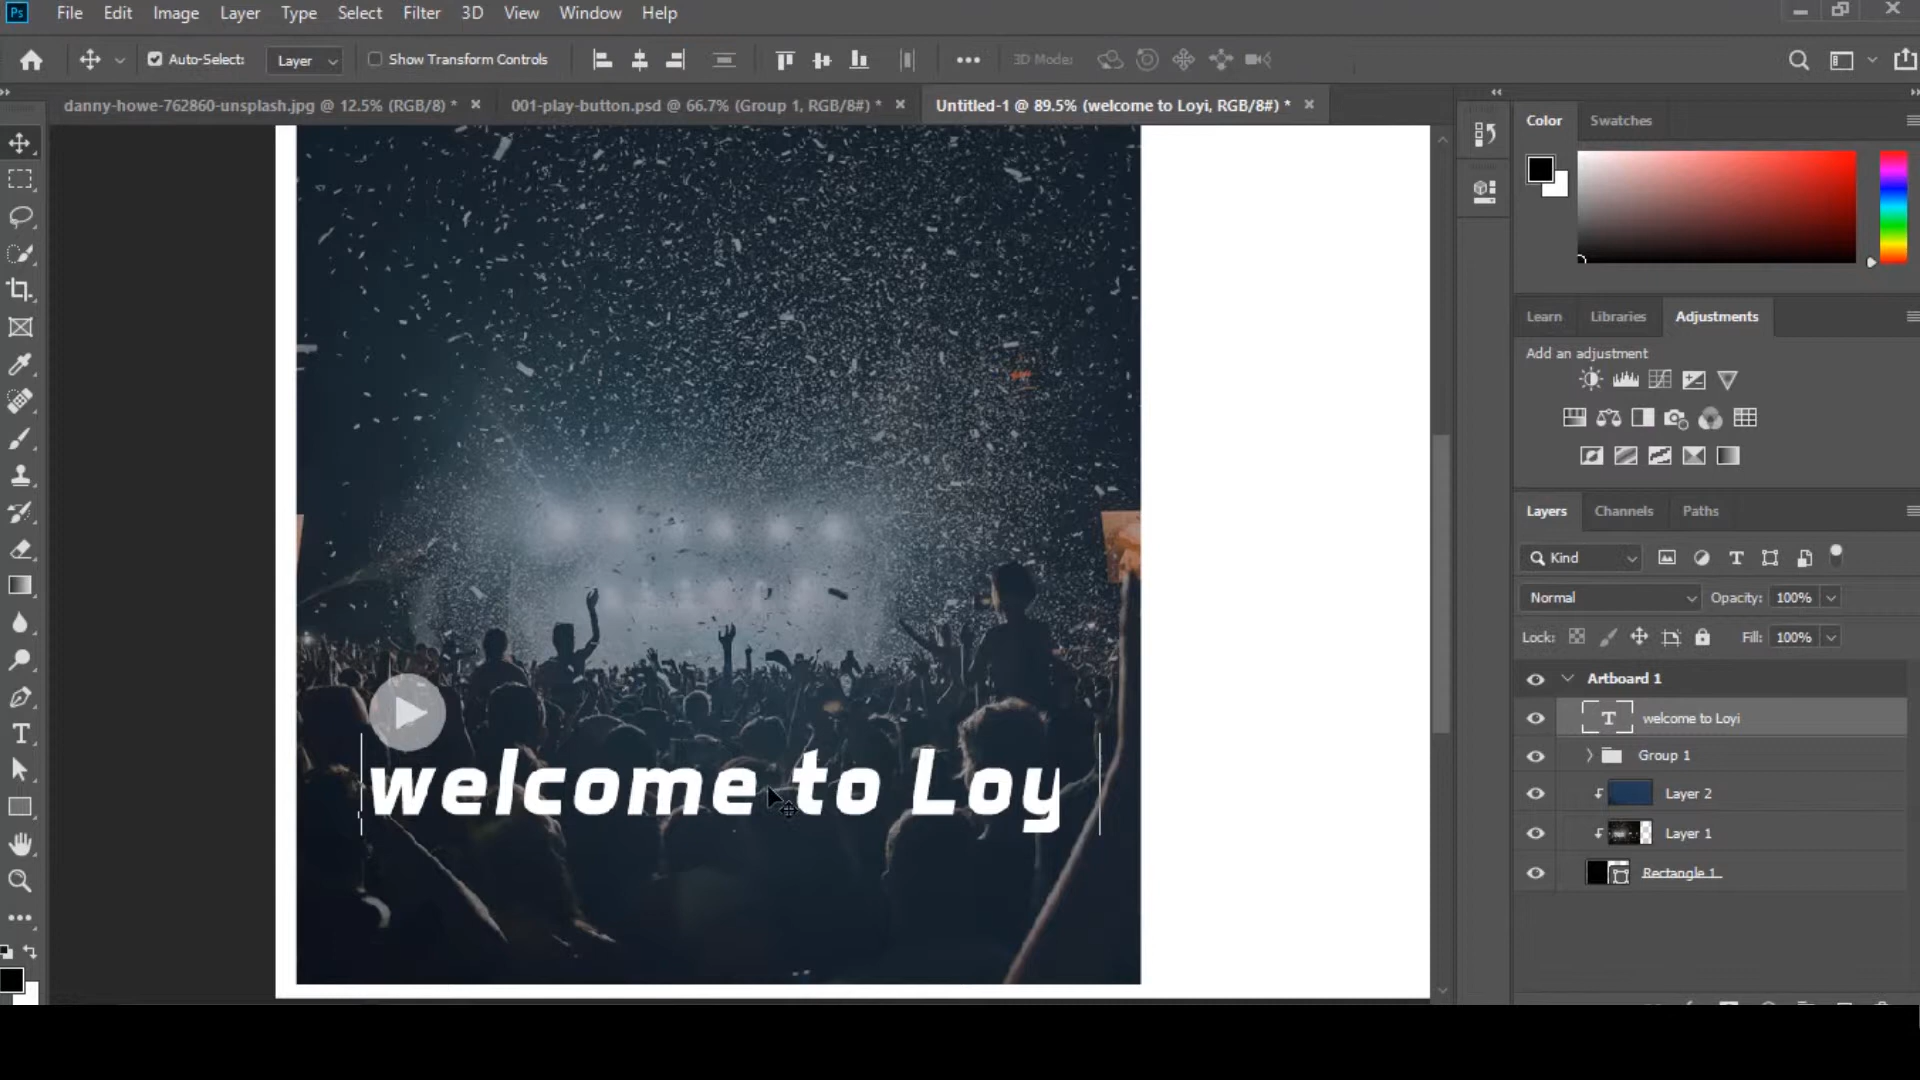 Ps File Edit Image Layer Type Select Filter 3D View Window Help
Auto-Select: Layer Show Transform Controls 3D Mode:
danny-howe-762860-unsplash.jpg @ 12.5% (RGB/8) * 001-play-button.psd @ 66.7% (Group 1, RGB/8#) * Untitled-1 @ 89.5% (welcome to Loyi, RGB/8#) *
Color Swatches
Learn Libraries Adjustments
Add an adjustment
Layers Channels Paths
Kind
Normal Opacity: 100%
Lock: Fill: 100%
Artboard 1
T welcome to Loyi
Group 1
Layer 2
Layer 1
Rectangle 1
welcome to Loy